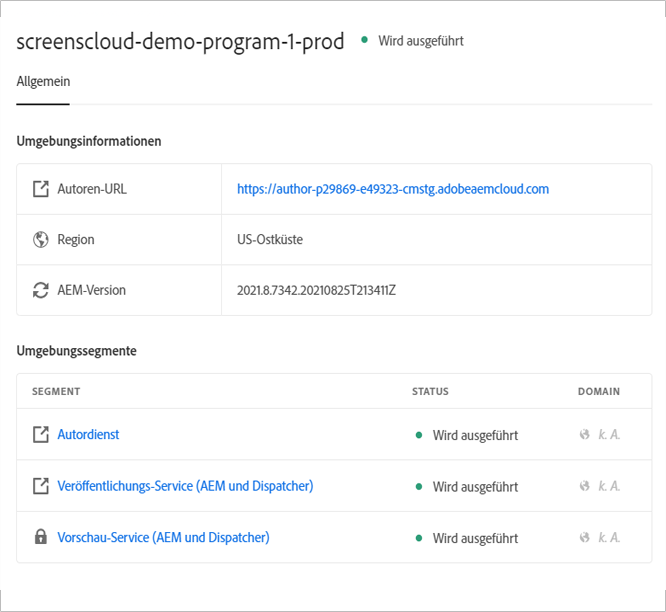 screenscloud-demo-program-1-prod Wird ausgeführt
Allgemein
Umgebungsinformationen
Autoren-URL https://author-p29869-e49323-cmstg.adobeaemcloud.com
Region US-Ostküste
AEM-Version 2021.8.7342.20210825T213411Z
Umgebungssegmente
SEGMENT STATUS DOMAIN
Autordienst Wird ausgeführt k. A.
Veröffentlichungs-Service (AEM und Dispatcher) Wird ausgeführt k. A.
Vorschau-Service (AEM und Dispatcher) Wird ausgeführt k. A.